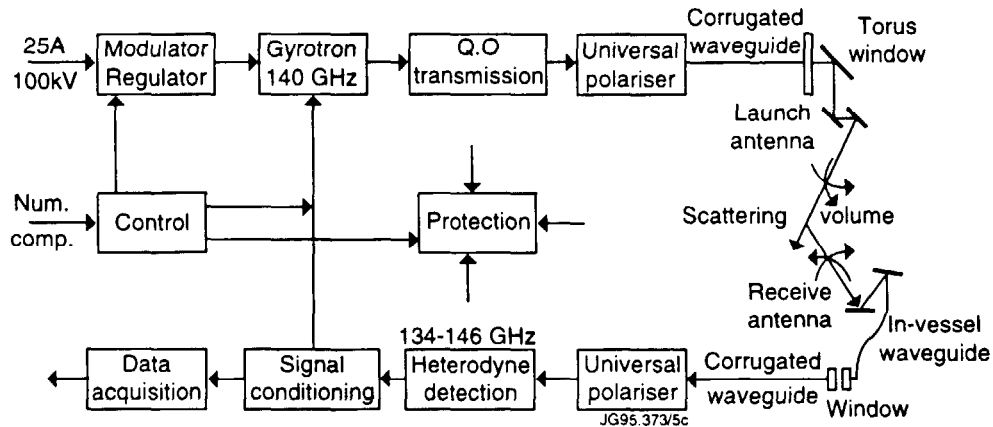 25A
100kV
Modulator
Regulator
Gyrotron
140 GHz
Q.O
transmission
Universal
polariser
Corrugated
waveguide
Torus
window
Launch
antenna
Num.
comp.
Control
Protection
Scattering
volume
Receive
antenna
In-vessel
waveguide
134-146 GHz
Data
acquisition
Signal
conditioning
Heterodyne
detection
Universal
polariser
Corrugated
waveguide
Window
JG95.373/5c